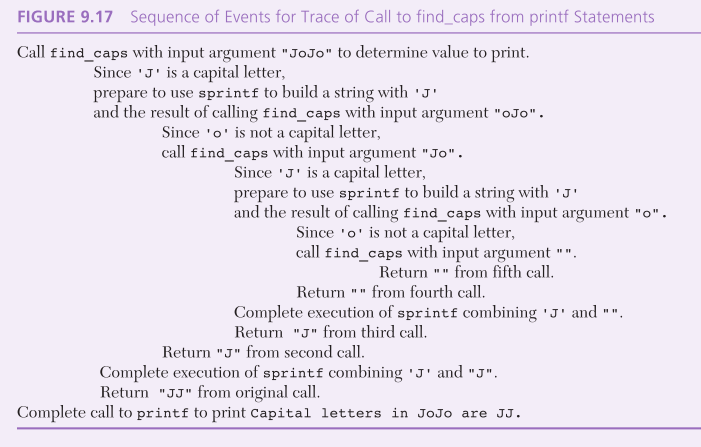 FIGURE 9.17 Sequence of Events for Trace of Call to find_caps from printf Statements
Call find_caps with input argument "JoJo" to determine value to print.
Since 'J' is a capital letter,
prepare to use sprintf to build a string with 'J'
and the result of calling find_caps with input argument "oJo".
Since 'o' is not a capital letter,
call find_caps with input argument "Jo".
Since 'J' is a capital letter,
prepare to use sprintf to build a string with 'J'
and the result of calling find_caps with input argument "o".
Since 'o' is not a capital letter,
call find_caps with input argument "".
Return "" from fifth call.
Return "" from fourth call.
Complete execution of sprintf combining 'J' and "".
Return "J" from third call.
Return "J" from second call.
Complete execution of sprintf combining 'J' and "J".
Return "JJ" from original call.
Complete call to printf to print Capital letters in JoJo are JJ.